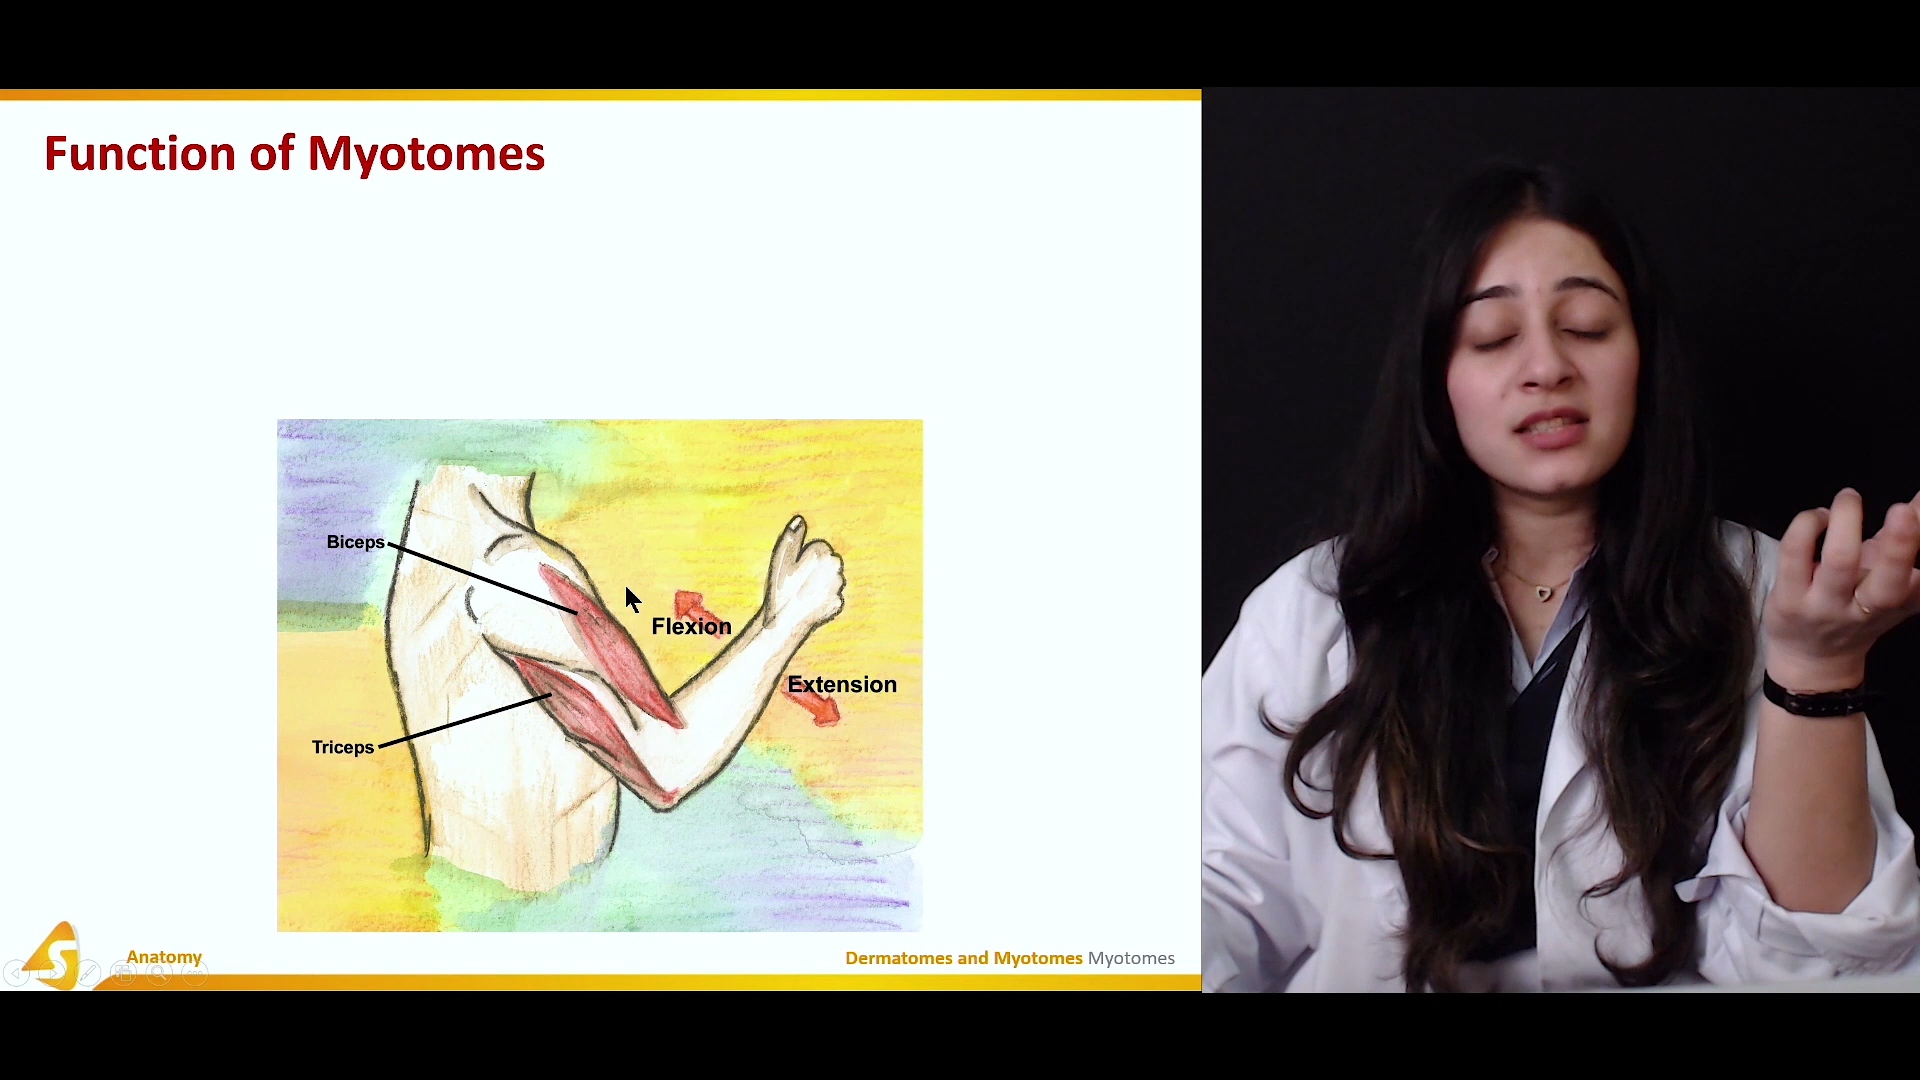 Function of Myotomes
Biceps
Flexion
Extension
Triceps
Anatomy
Dermatomes and Myotomes Myotomes